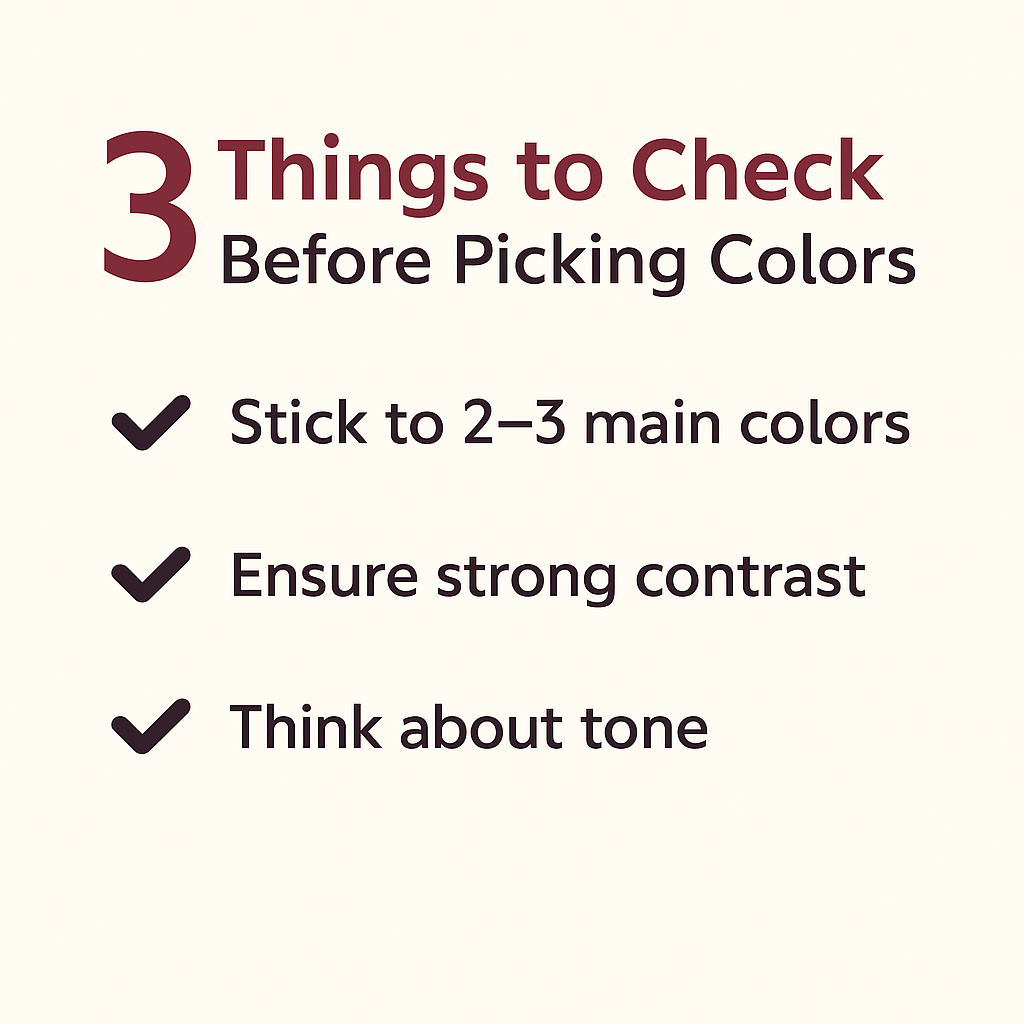 3 Things to Check
Before Picking Colors
Stick to 2–3 main colors
Ensure strong contrast
Think about tone